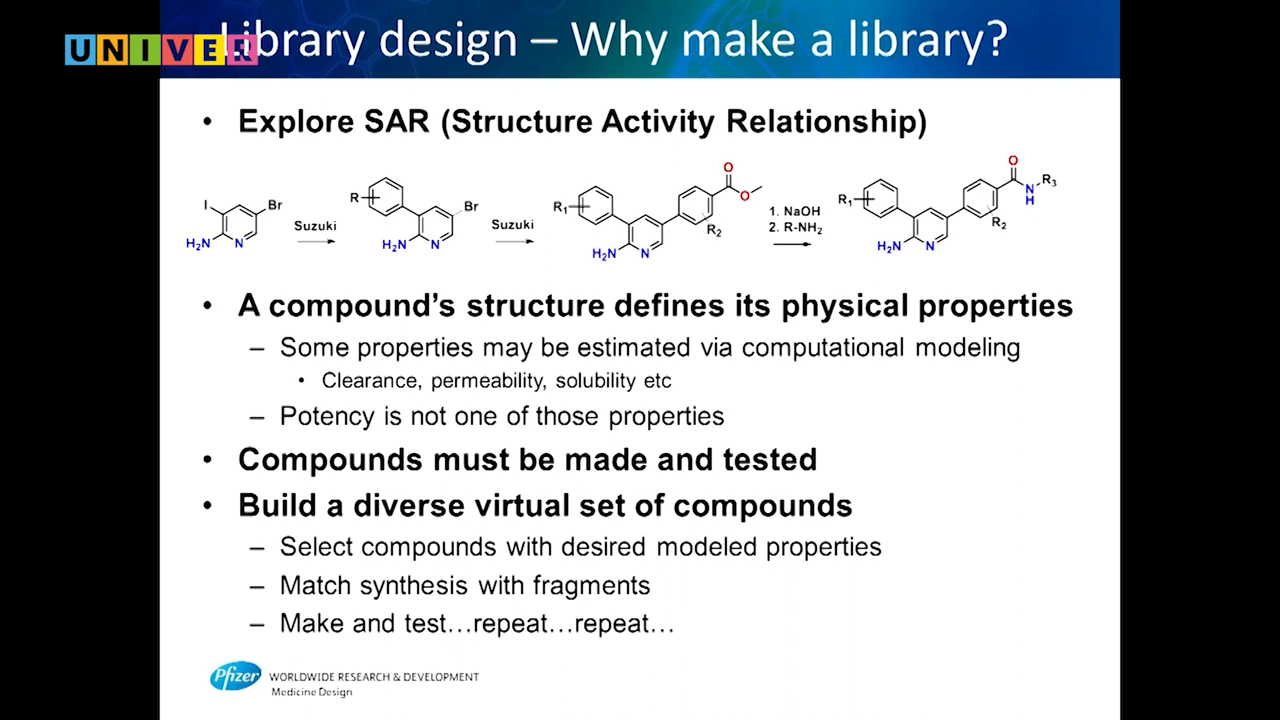 UNIVER
Library design – Why make a library?
• Explore SAR (Structure Activity Relationship)
I Br H₂N N
Suzuki
R Br H₂N N
Suzuki
R₁ H₂N N R₂ O O
1. NaOH
2. R-NH₂
R₁ H₂N N R₂ O N H R₃
• A compound’s structure defines its physical properties
– Some properties may be estimated via computational modeling
• Clearance, permeability, solubility etc
– Potency is not one of those properties
• Compounds must be made and tested
• Build a diverse virtual set of compounds
– Select compounds with desired modeled properties
– Match synthesis with fragments
– Make and test…repeat…repeat…
Pfizer WORLDWIDE RESEARCH & DEVELOPMENT
Medicine Design